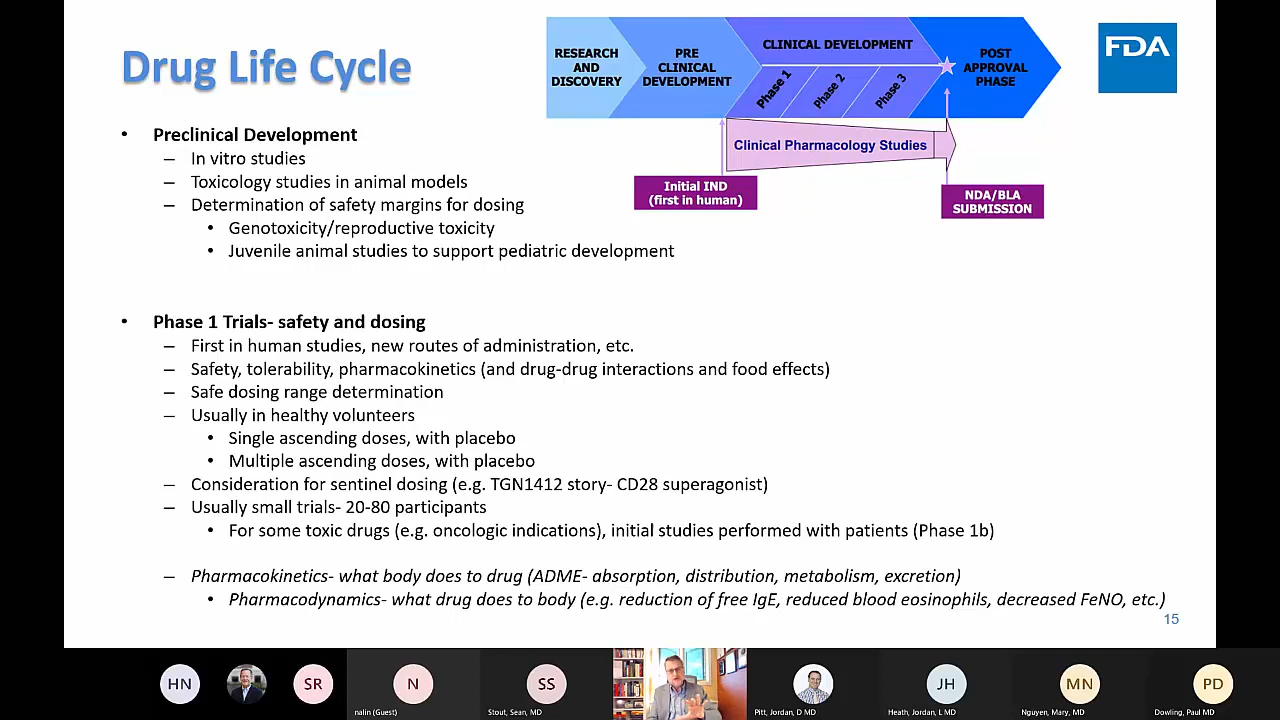 Drug Life Cycle
RESEARCH
AND
DISCOVERY
PRE
CLINICAL
DEVELOPMENT
CLINICAL DEVELOPMENT
Phase 1
Phase 2
Phase 3
POST
APPROVAL
PHASE
FDA
Clinical Pharmacology Studies
Initial IND
(first in human)
NDA/BLA
SUBMISSION
• Preclinical Development
– In vitro studies
– Toxicology studies in animal models
– Determination of safety margins for dosing
• Genotoxicity/reproductive toxicity
• Juvenile animal studies to support pediatric development
• Phase 1 Trials- safety and dosing
– First in human studies, new routes of administration, etc.
– Safety, tolerability, pharmacokinetics (and drug-drug interactions and food effects)
– Safe dosing range determination
– Usually in healthy volunteers
• Single ascending doses, with placebo
• Multiple ascending doses, with placebo
– Consideration for sentinel dosing (e.g. TGN1412 story- CD28 superagonist)
– Usually small trials- 20-80 participants
• For some toxic drugs (e.g. oncologic indications), initial studies performed with patients (Phase 1b)
– Pharmacokinetics- what body does to drug (ADME- absorption, distribution, metabolism, excretion)
• Pharmacodynamics- what drug does to body (e.g. reduction of free IgE, reduced blood eosinophils, decreased FeNO, etc.)
15
HN
SR
N
SS
JH
MN
PD
nalin (Guest)
Stout, Sean, MD
Pitt, Jordan, D MD
Heath, Jordan, L MD
Nguyen, Mary, MD
Dowling, Paul MD